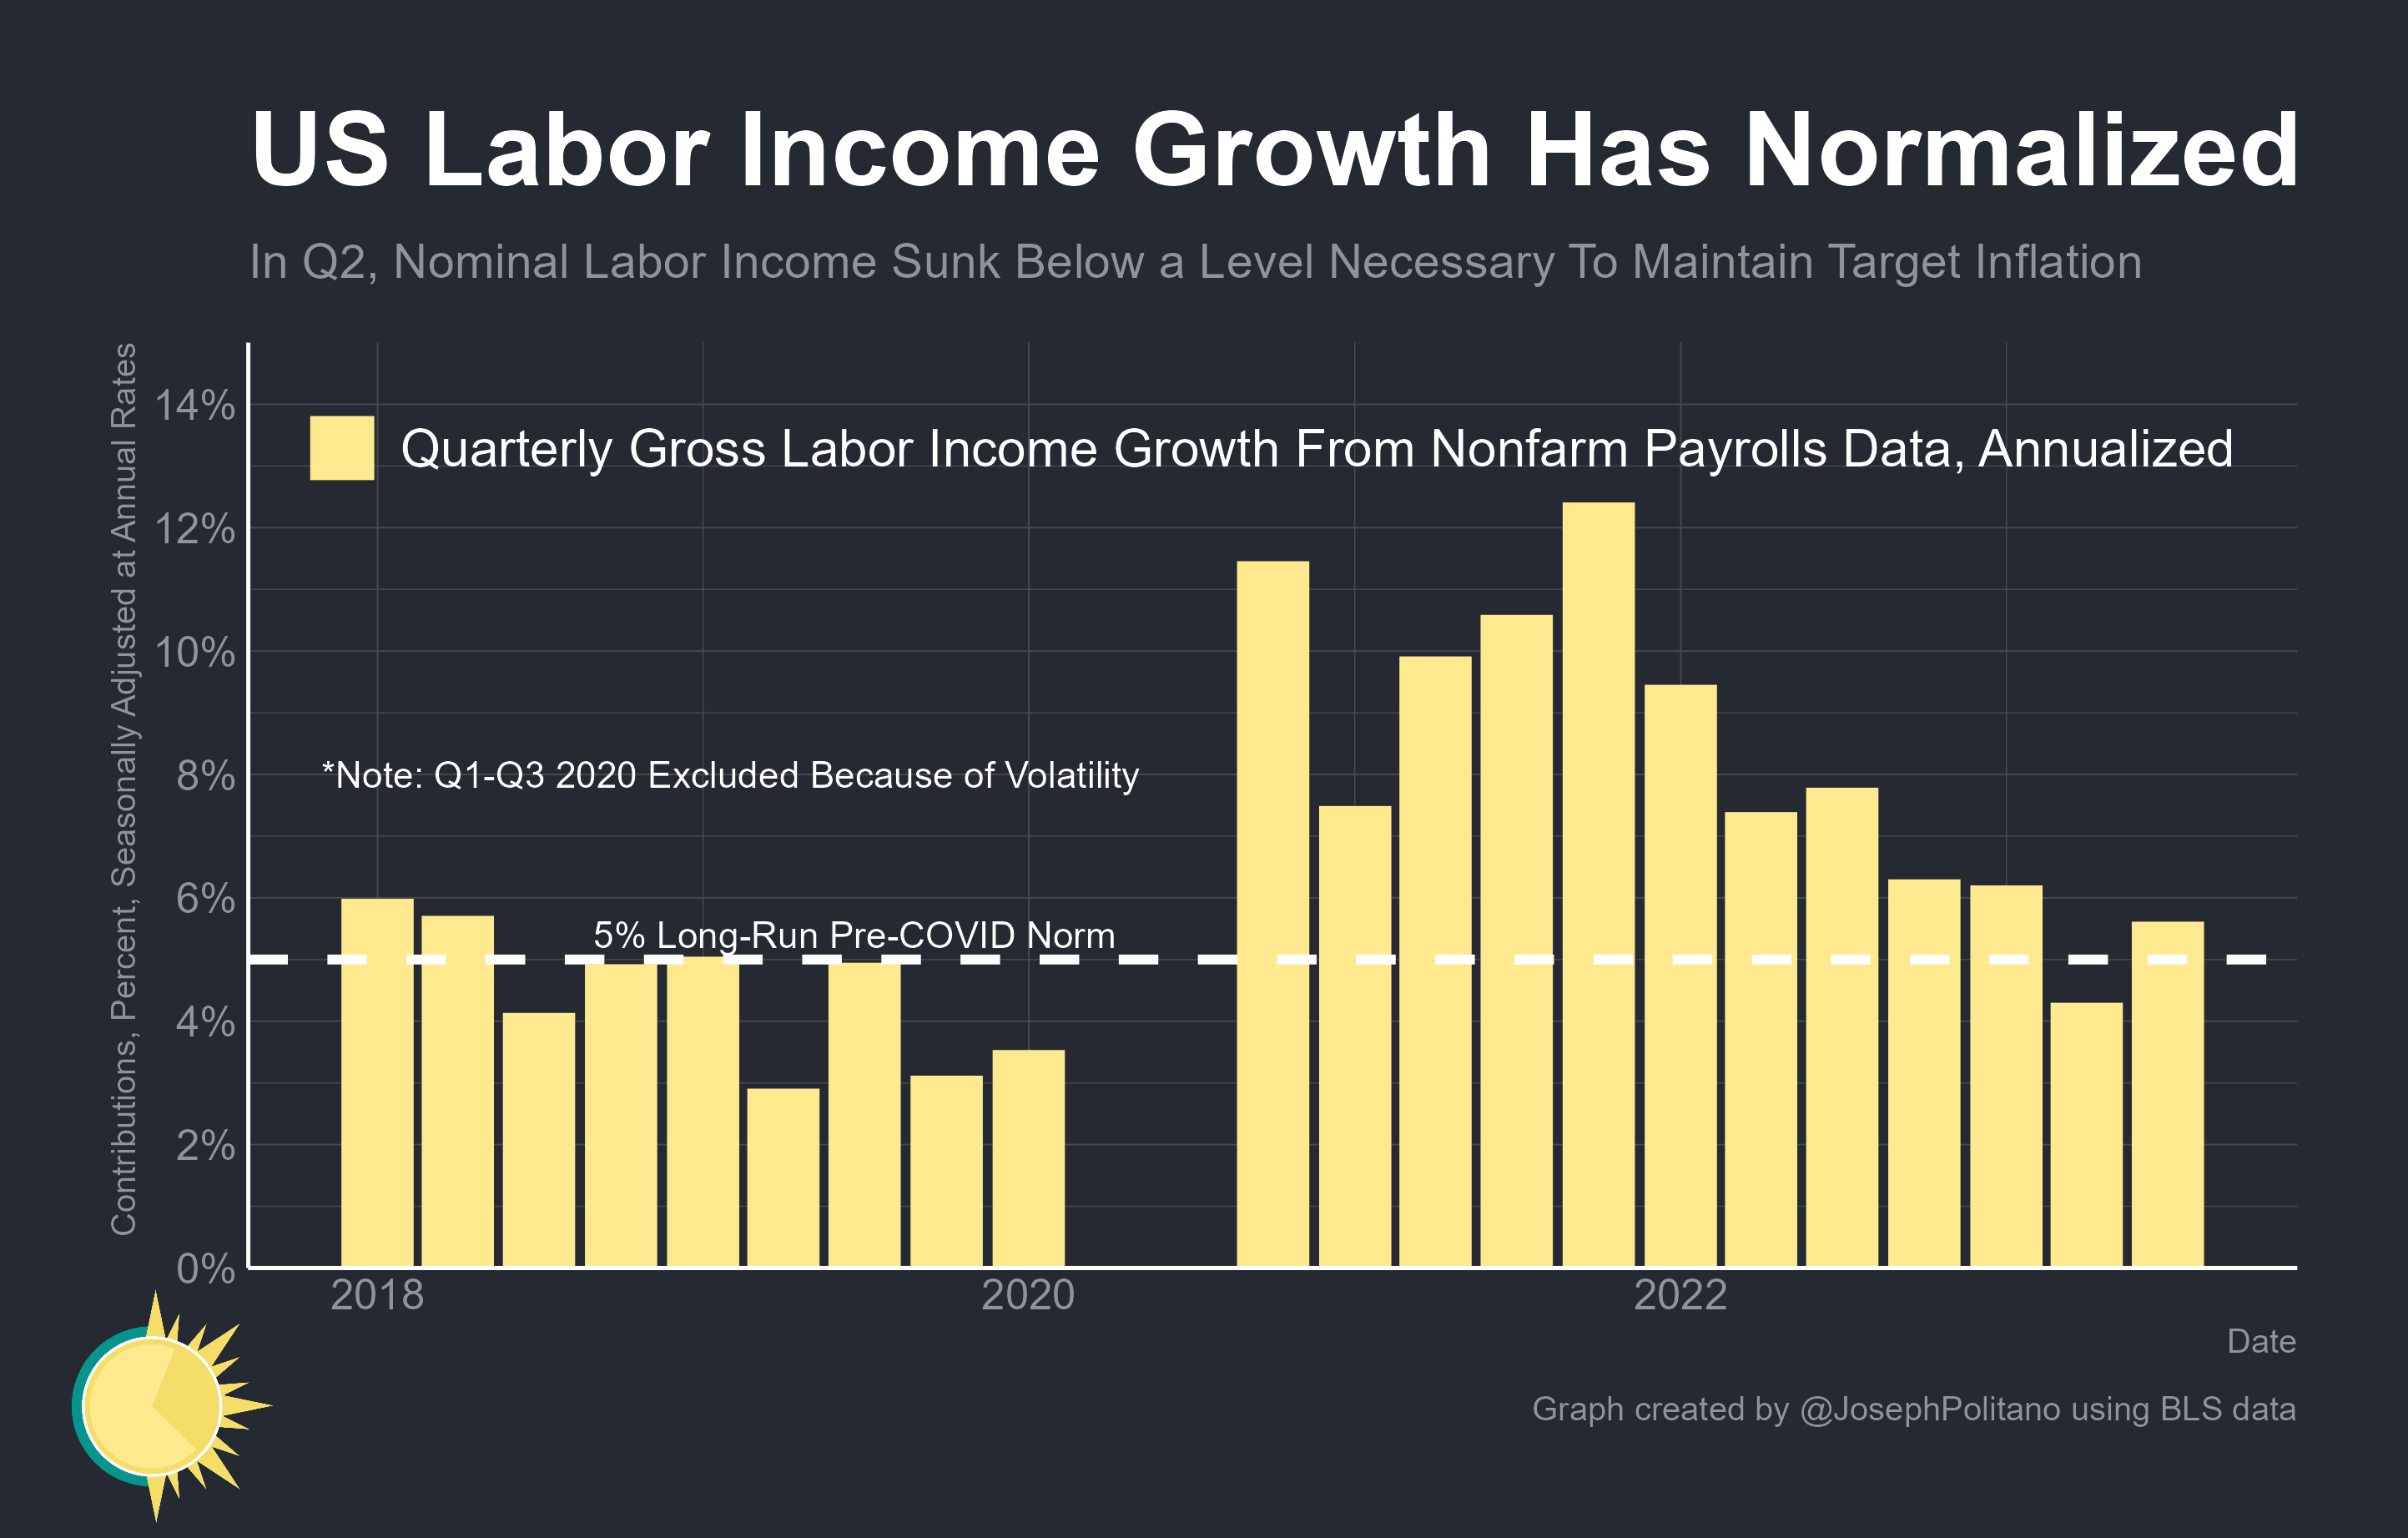 US Labor Income Growth Has Normalized
In Q2, Nominal Labor Income Sunk Below a Level Necessary To Maintain Target Inflation
Contributions, Percent, Seasonally Adjusted at Annual Rates
14%
Quarterly Gross Labor Income Growth From Nonfarm Payrolls Data, Annualized
12%
10%
8%
*Note: Q1-Q3 2020 Excluded Because of Volatility
6%
5% Long-Run Pre-COVID Norm
4%
2%
0%
2018
2020
2022
Date
Graph created by @JosephPolitano using BLS data